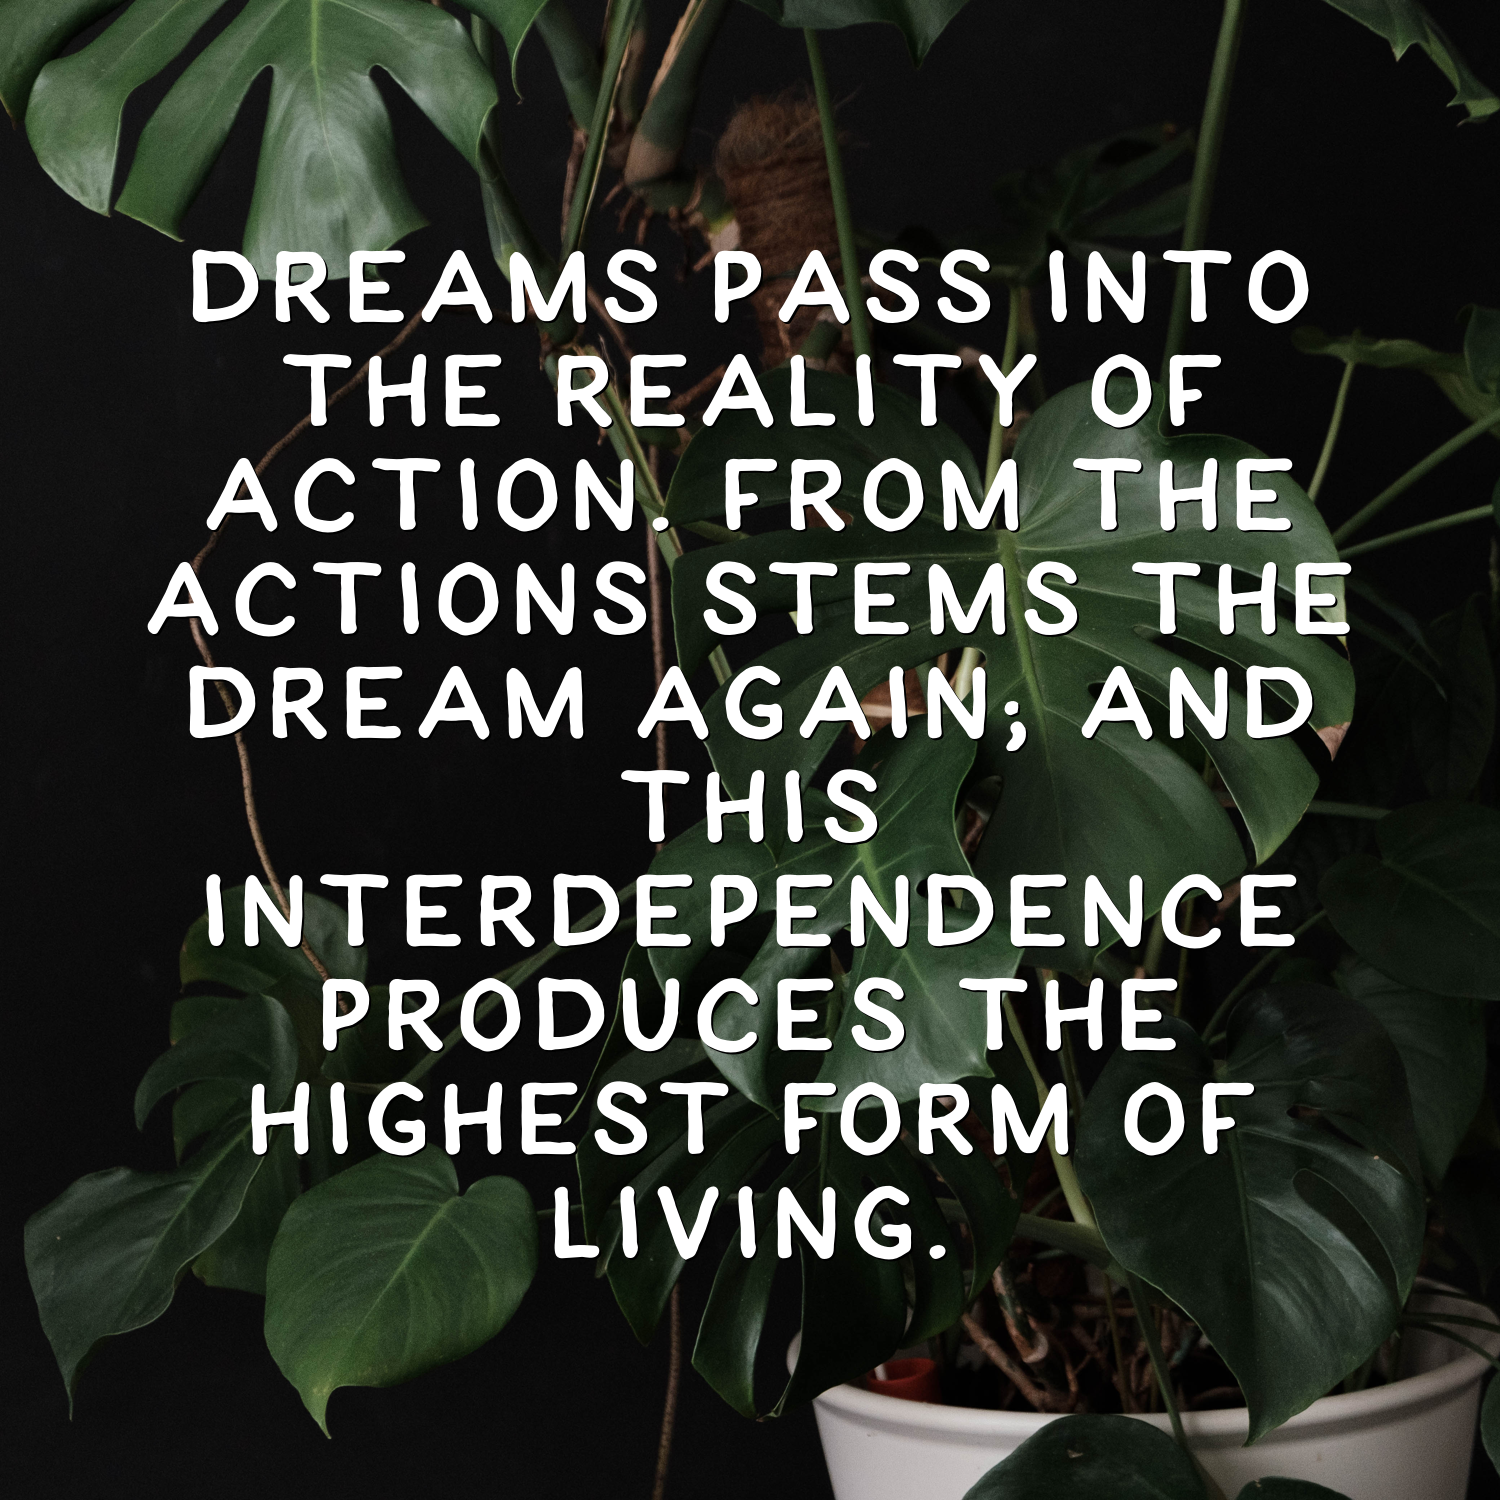 DREAMS PASS INTO
THE REALITY OF
ACTION. FROM THE
ACTIONS STEMS THE
DREAM AGAIN; AND
THIS
INTERDEPENDENCE
PRODUCES THE
HIGHEST FORM OF
LIVING.